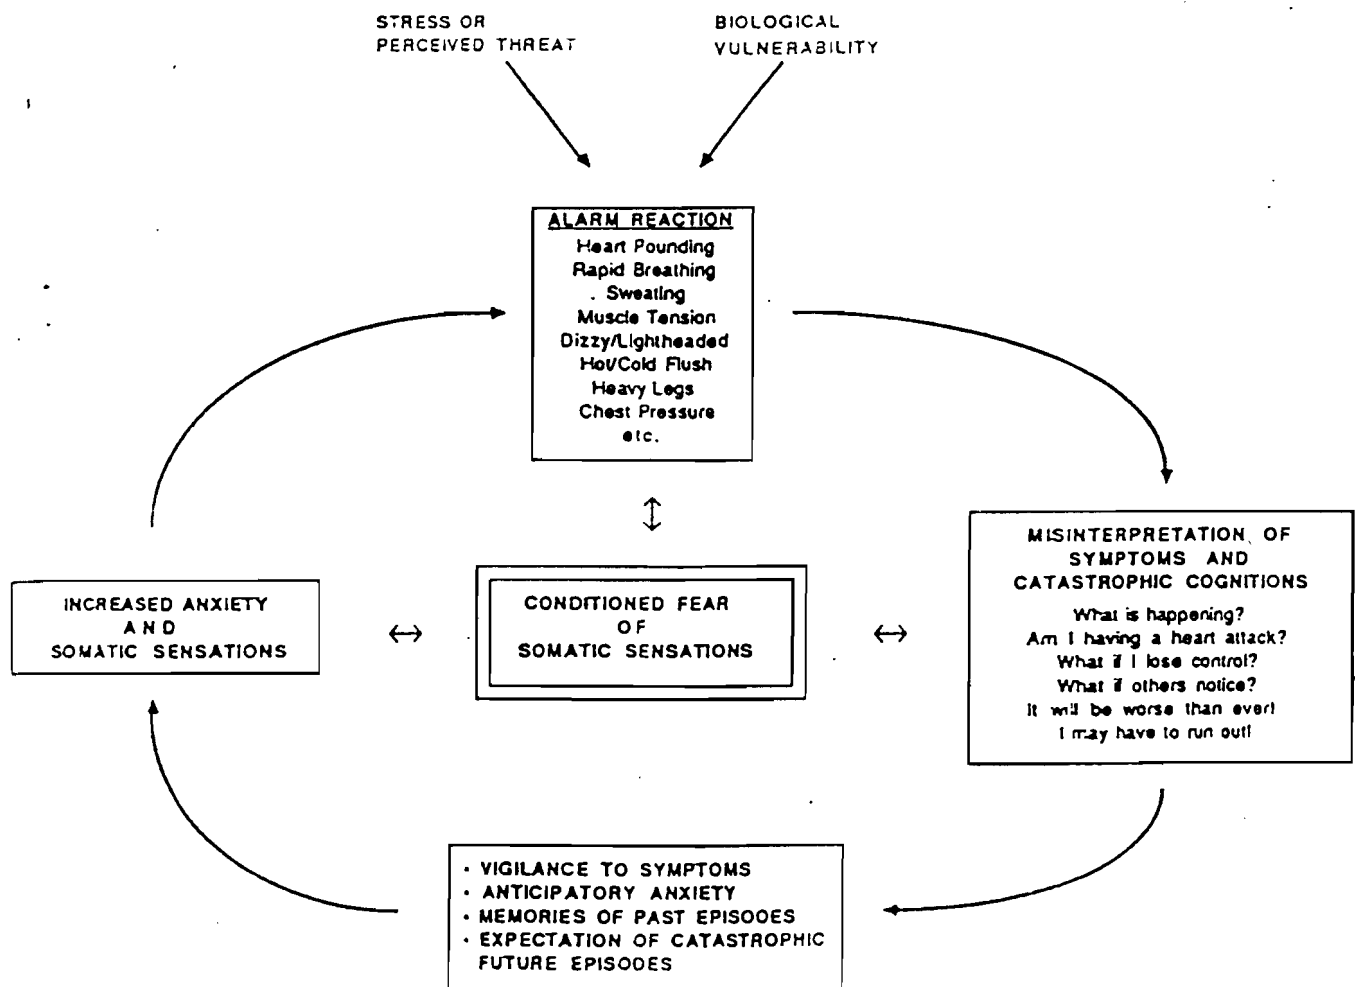 STRESS OR
PERCEIVED THREAT
BIOLOGICAL
VULNERABILITY
ALARM REACTION
Heart Pounding
Rapid Breathing
Sweating
Muscle Tension
Dizzy/Lightheaded
Hot/Cold Flush
Heavy Legs
Chest Pressure
etc.
MISINTERPRETATION OF
SYMPTOMS AND
CATASTROPHIC COGNITIONS
What is happening?
Am I having a heart attack?
What if I lose control?
What if others notice?
It will be worse than ever!
I may have to run out!
INCREASED ANXIETY
AND
SOMATIC SENSATIONS
CONDITIONED FEAR
OF
SOMATIC SENSATIONS
• VIGILANCE TO SYMPTOMS
• ANTICIPATORY ANXIETY
• MEMORIES OF PAST EPISODES
• EXPECTATION OF CATASTROPHIC
FUTURE EPISODES